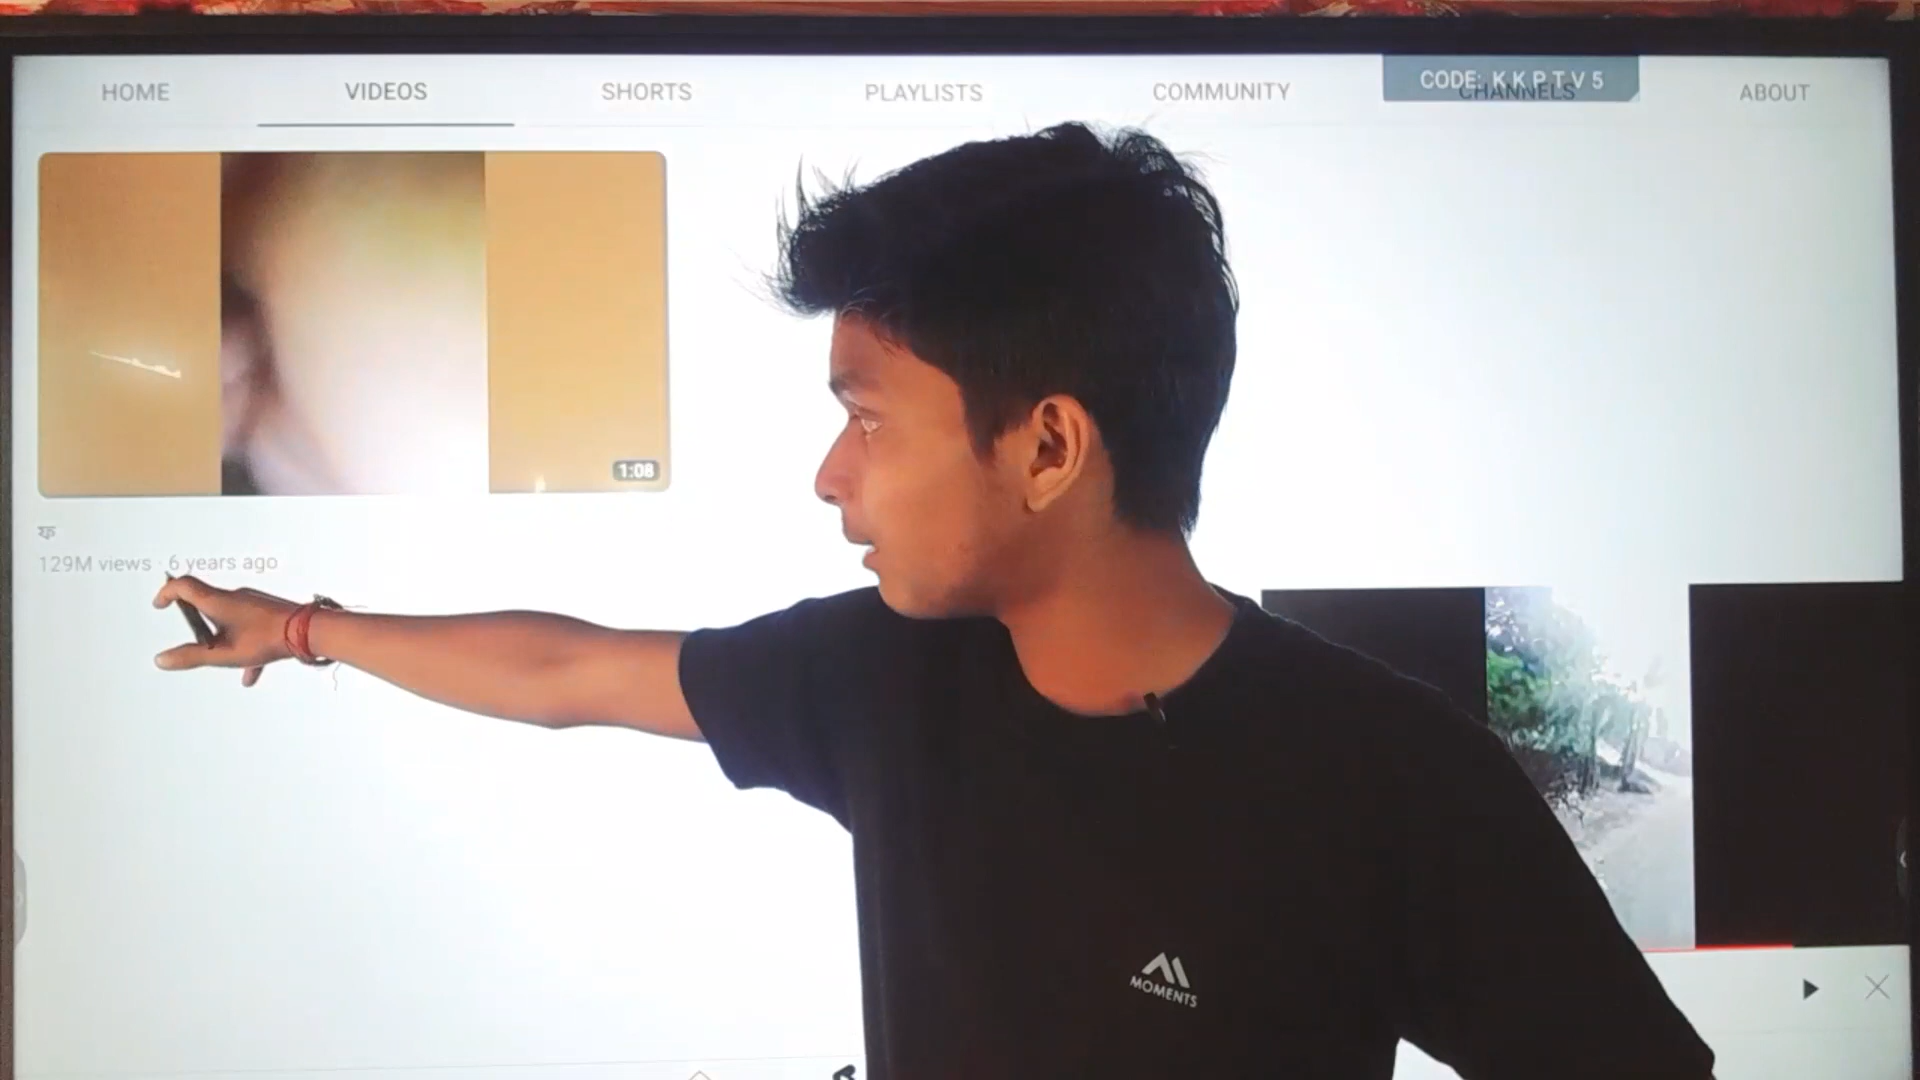 HOME VIDEOS SHORTS PLAYLISTS COMMUNITY CHANNELS ABOUT
CODE: K K P T V 5
1:08
ফ
129M views · 6 years ago
MOMENTS